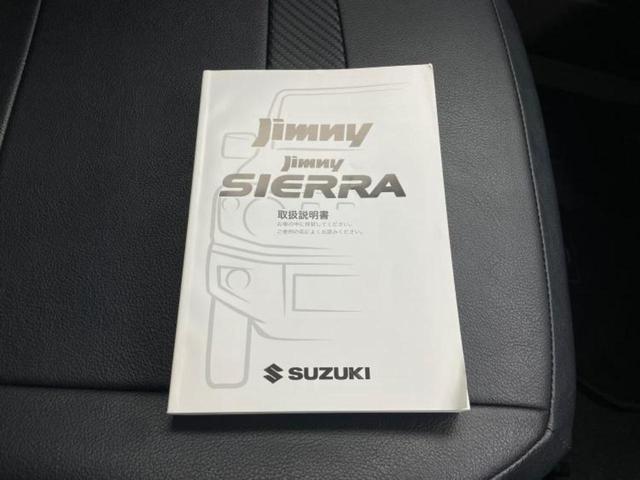 Jimny
Jimny
SIERRA
取扱説明書
お車の中に保管してください。
ご使用の前によくお読みください。
SUZUKI